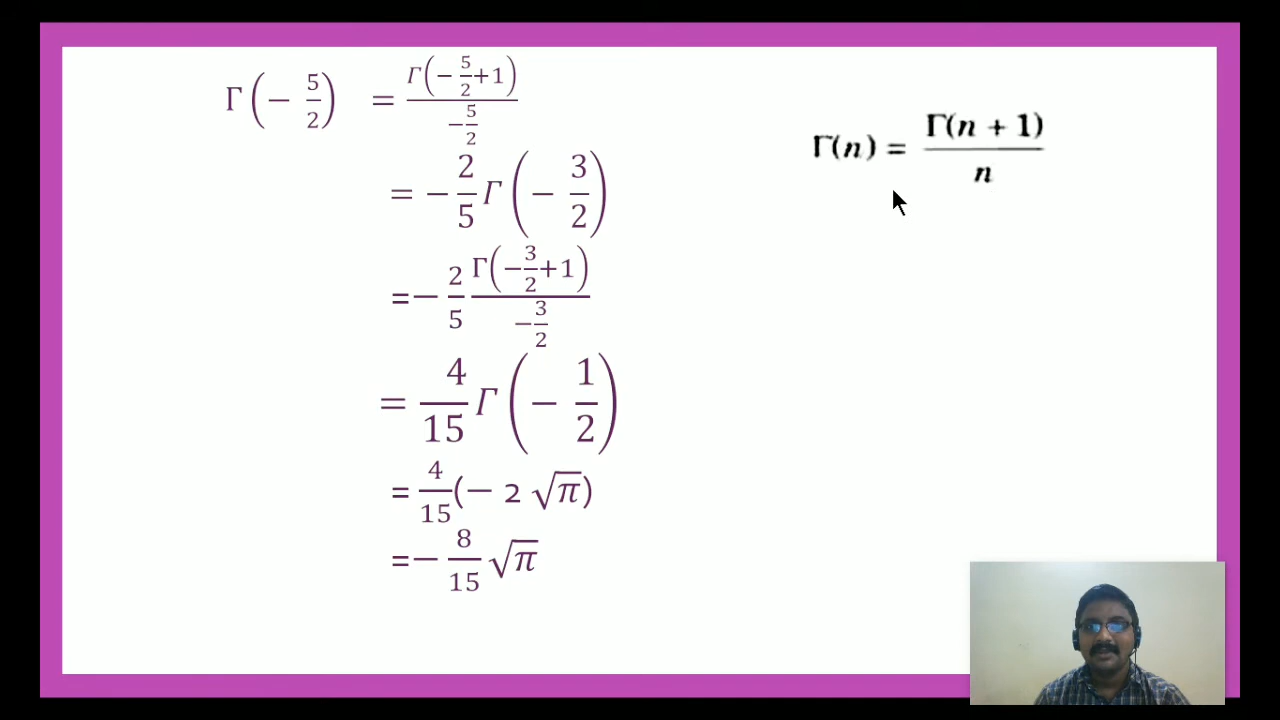 Γ(− 5/2) = Γ(− 5/2+1) / −5/2
Γ(n) = Γ(n + 1) / n
= − 2/5 Γ(− 3/2)
=− 2/5 Γ(−3/2+1) / −3/2
= 4/15 Γ(− 1/2)
= 4/15 (− 2 √π)
=− 8/15 √π